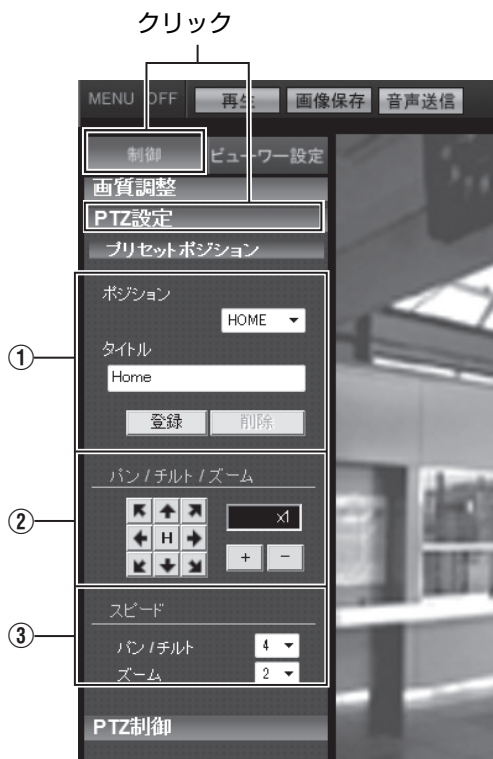 クリック
MENU OFF 再生 画像保存 音声送信
制御 ビューワー設定
画質調整
PTZ設定
プリセットポジション
① ポジション
HOME
タイトル
Home
登録 削除
② パン / チルト / ズーム
H x1
+ −
③ スピード
パン / チルト 4
ズーム 2
PTZ制御